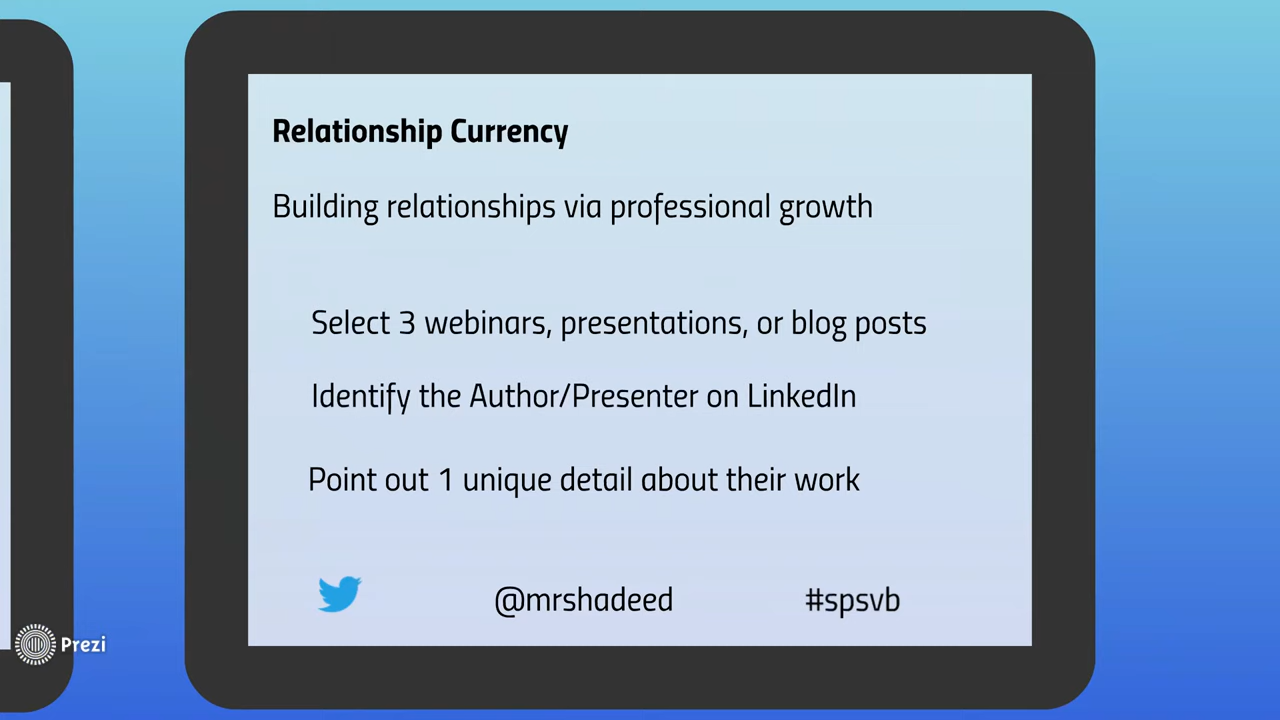 Relationship Currency
Building relationships via professional growth
Select 3 webinars, presentations, or blog posts
Identify the Author/Presenter on LinkedIn
Point out 1 unique detail about their work
@mrshadeed #spsvb
Prezi